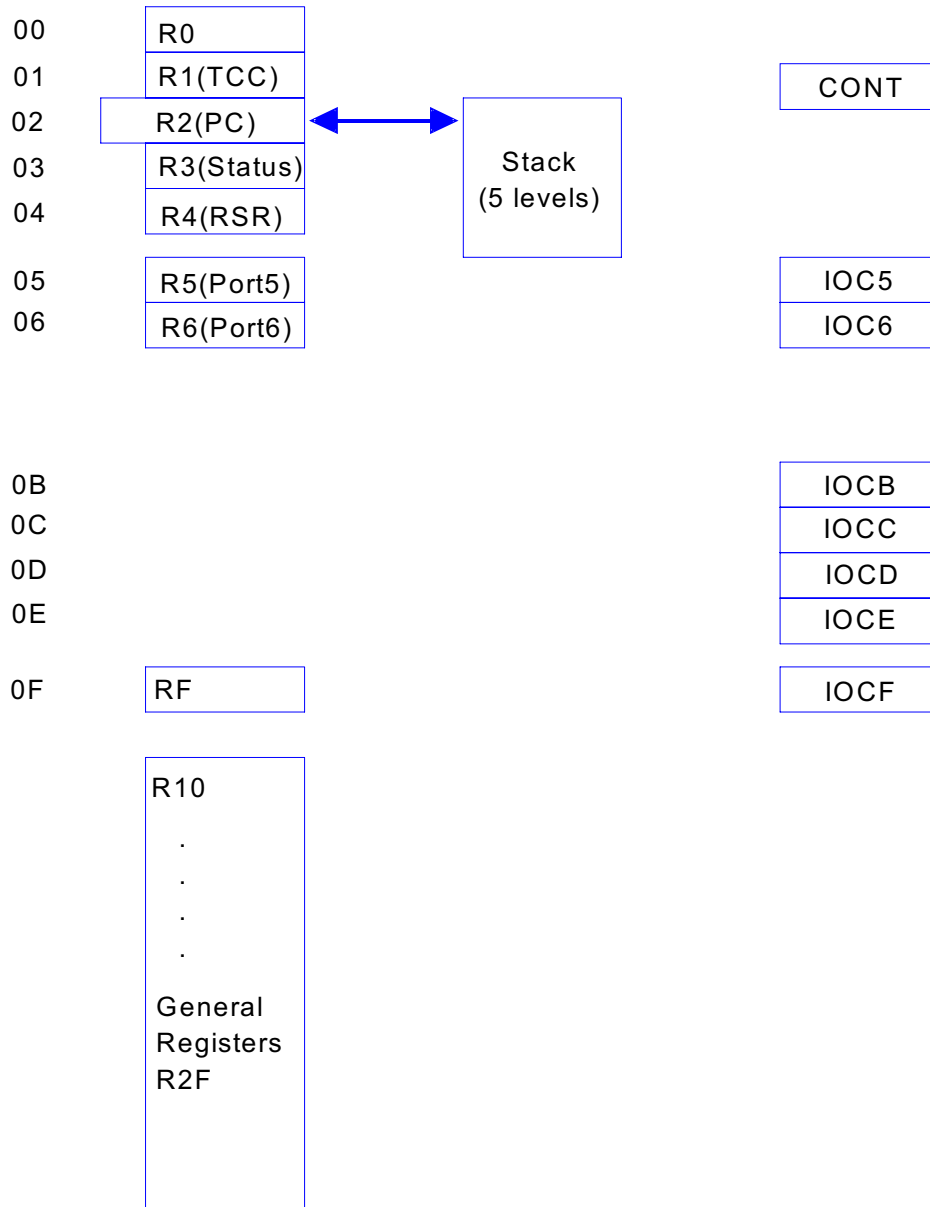 00 R0
01 R1(TCC) CONT
02 R2(PC)
03 R3(Status) Stack
04 R4(RSR) (5 levels)
05 R5(Port5) IOC5
06 R6(Port6) IOC6
0B IOCB
0C IOCC
0D IOCD
0E IOCE
0F RF IOCF
R10
.
.
.
.
General
Registers
R2F